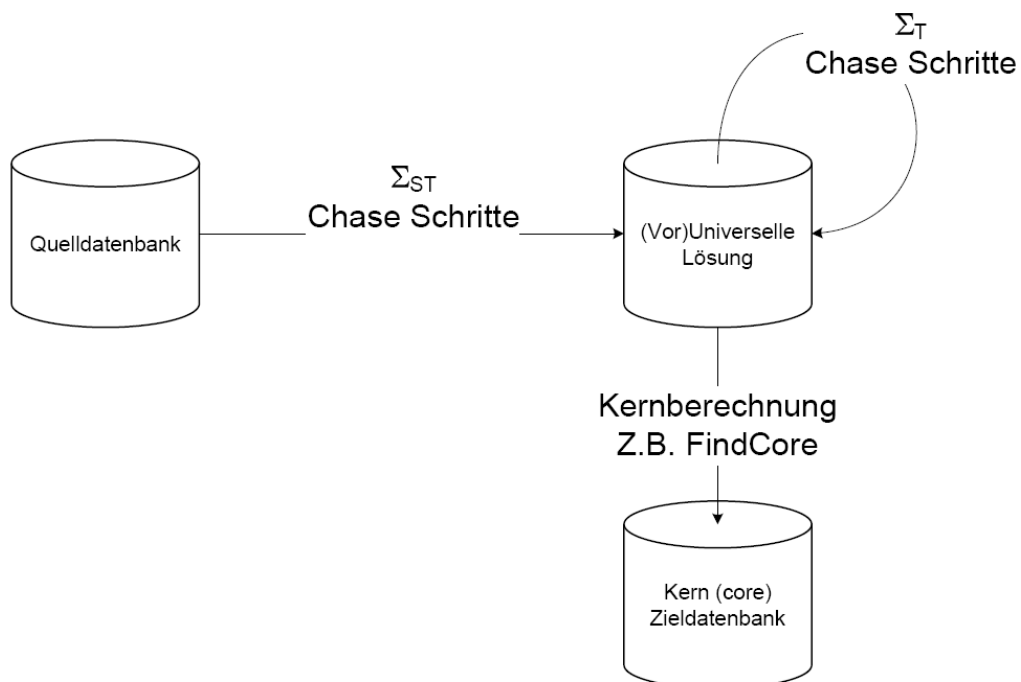 Σ_T
Chase Schritte
Σ_ST
Chase Schritte
Quelldatenbank
(Vor)Universelle
Lösung
Kernberechnung
Z.B. FindCore
Kern (core)
Zieldatenbank